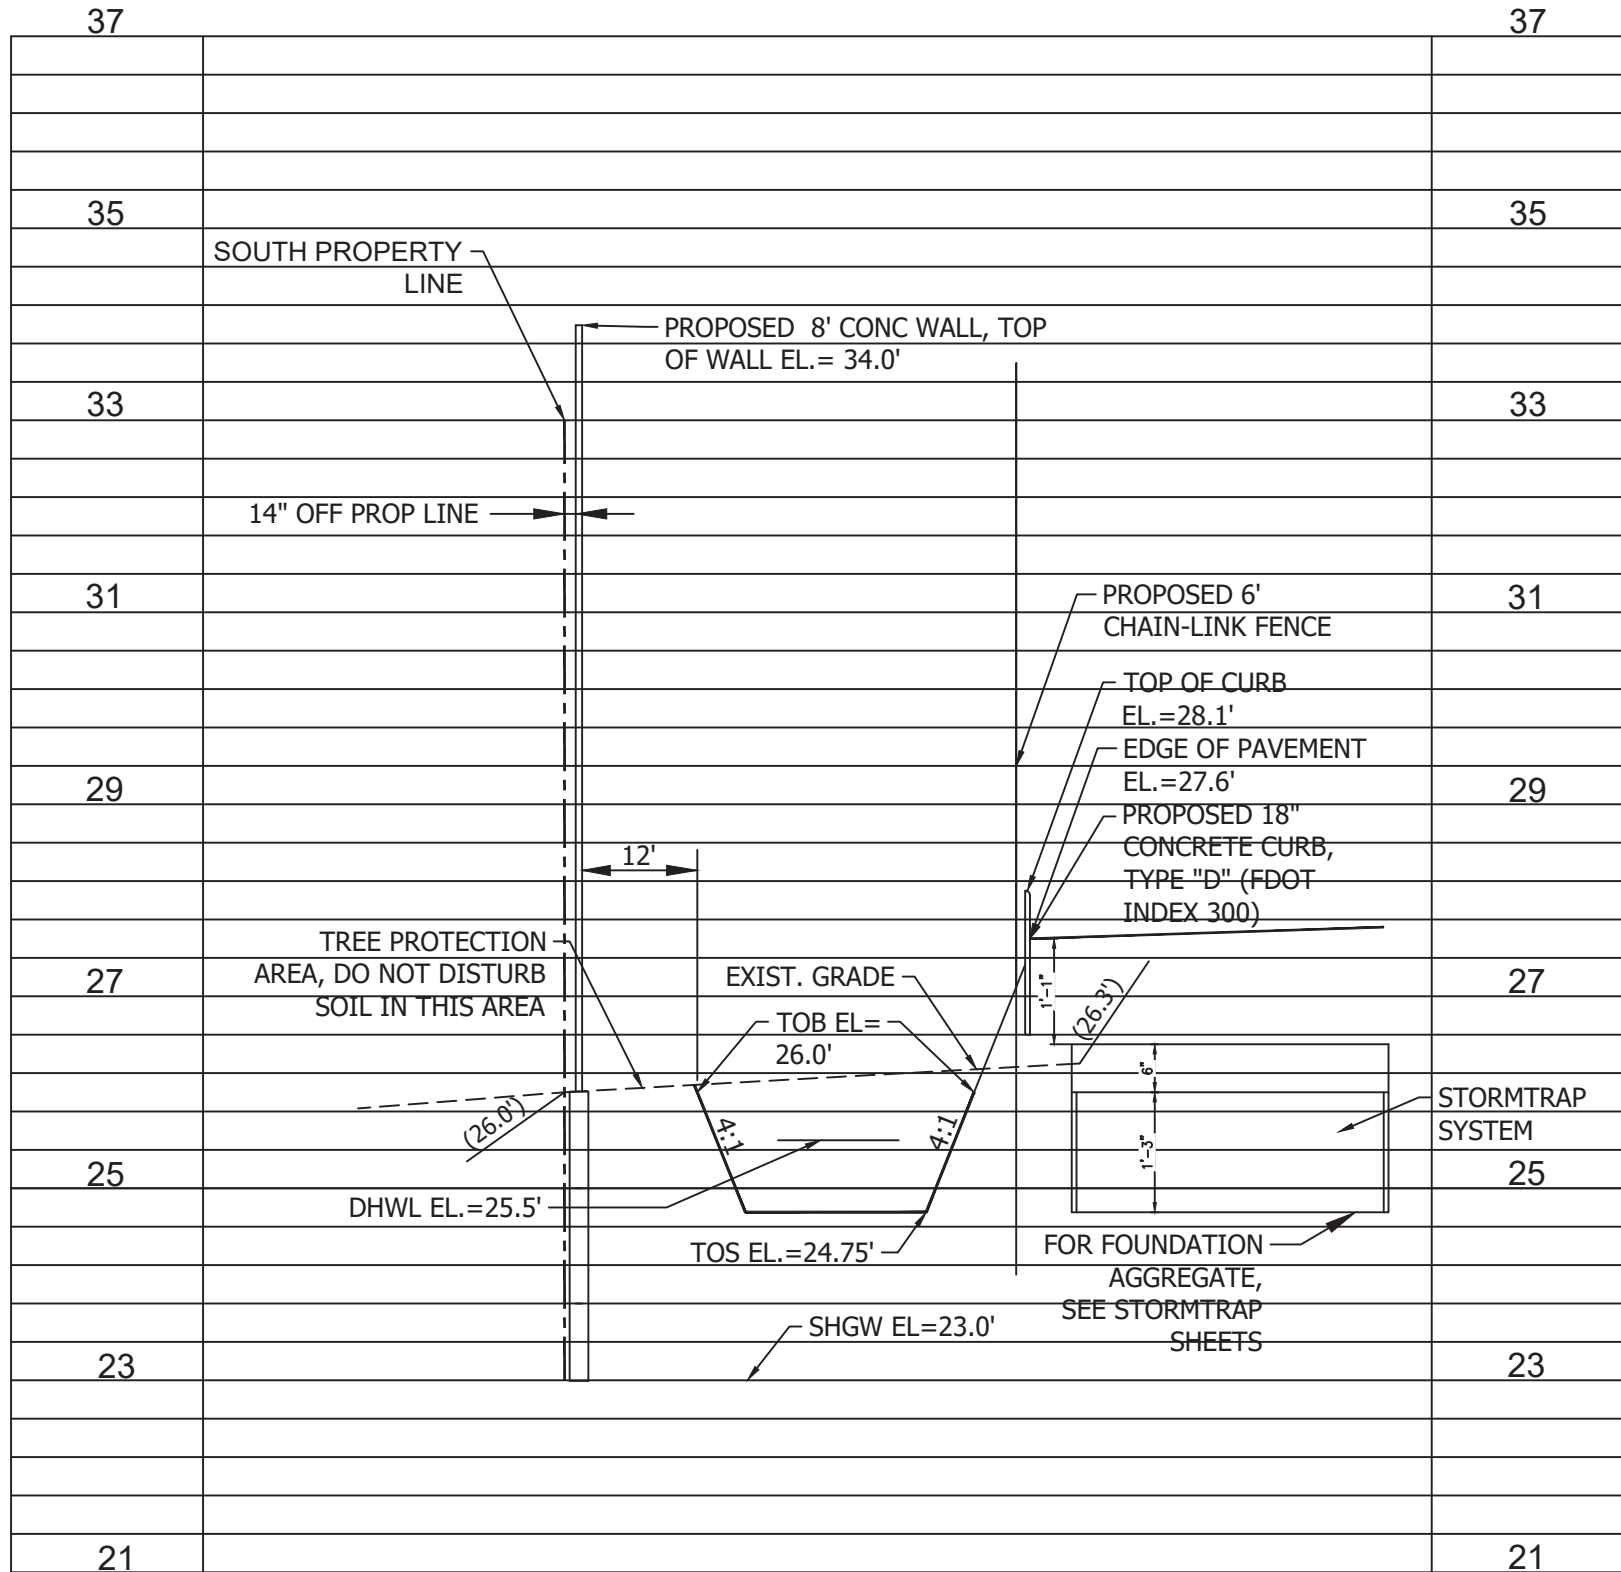 37
37
35
35
SOUTH PROPERTY
LINE
PROPOSED 8' CONC WALL, TOP
OF WALL EL.= 34.0'
33
33
14" OFF PROP LINE
31
31
PROPOSED 6'
CHAIN-LINK FENCE
TOP OF CURB
EL.=28.1'
EDGE OF PAVEMENT
EL.=27.6'
29
29
PROPOSED 18"
CONCRETE CURB,
TYPE "D" (FDOT
INDEX 300)
12'
TREE PROTECTION
AREA, DO NOT DISTURB
SOIL IN THIS AREA
27
27
EXIST. GRADE
1'-1"
(26.3')
TOB EL=
26.0'
6"
(26.0')
4:1
4:1
1'-3"
STORMTRAP
SYSTEM
25
25
DHWL EL.=25.5'
TOS EL.=24.75'
FOR FOUNDATION
AGGREGATE,
SEE STORMTRAP
SHEETS
SHGW EL=23.0'
23
23
21
21